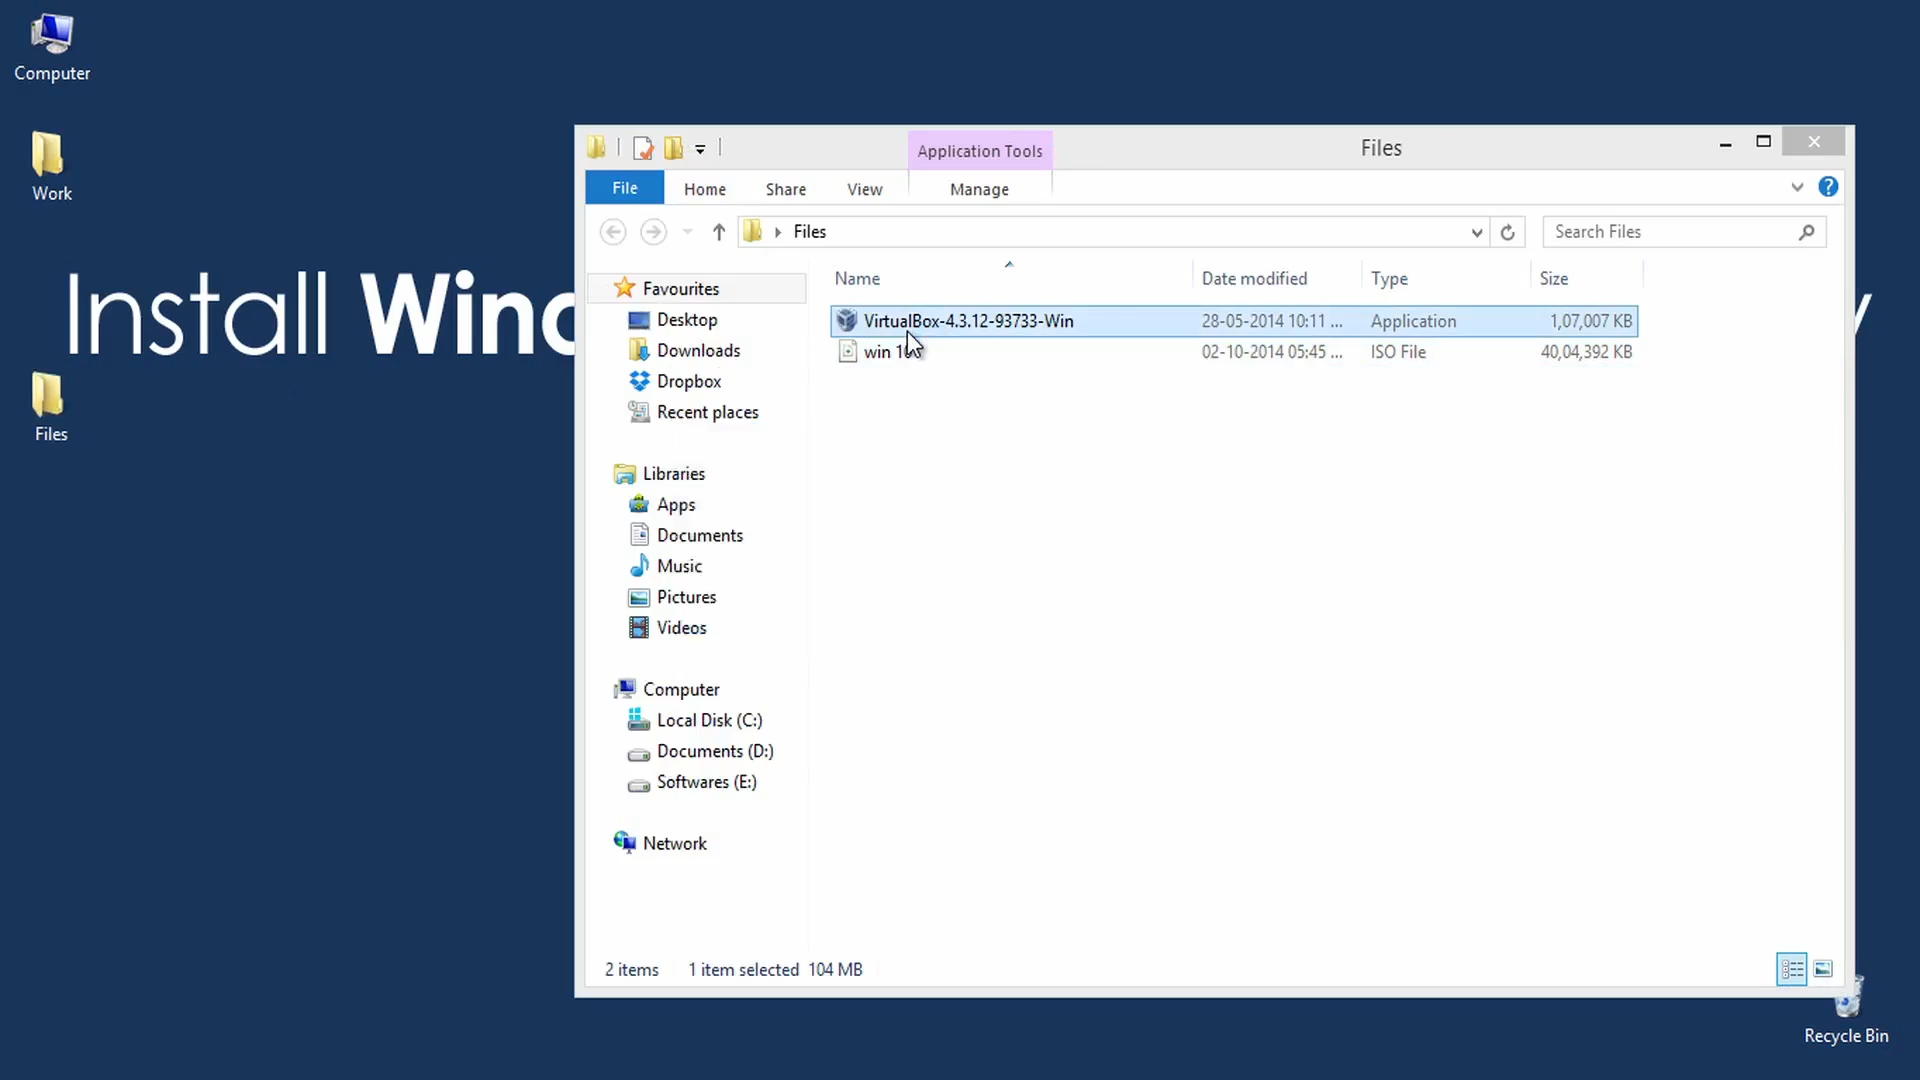 Computer
Work
Install Wind
y
Files
Application Tools
Files
File
Home
Share
View
Manage
Files
Search Files
Name
Date modified
Type
Size
VirtualBox-4.3.12-93733-Win
28-05-2014 10:11 ...
Application
1,07,007 KB
win
02-10-2014 05:45 ...
ISO File
40,04,392 KB
Favourites
Desktop
Downloads
Dropbox
Recent places
Libraries
Apps
Documents
Music
Pictures
Videos
Computer
Local Disk (C:)
Documents (D:)
Softwares (E:)
Network
2 items
1 item selected
104 MB
Recycle Bin